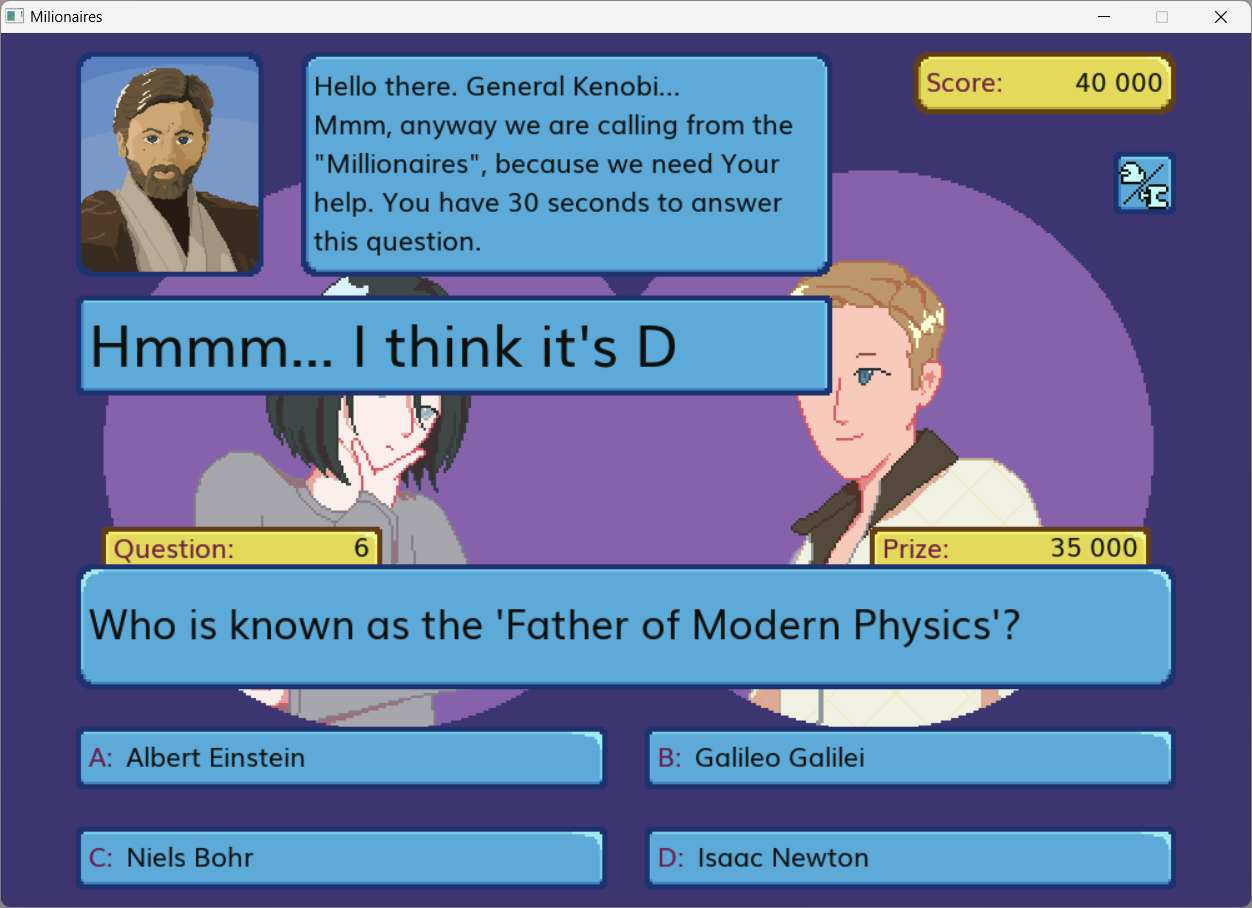 Milionaires
Hello there. General Kenobi...
Mmm, anyway we are calling from the
"Millionaires", because we need Your
help. You have 30 seconds to answer
this question.
Score: 40 000
Hmmm... I think it's D
Question: 6
Prize: 35 000
Who is known as the 'Father of Modern Physics'?
A: Albert Einstein
B: Galileo Galilei
C: Niels Bohr
D: Isaac Newton